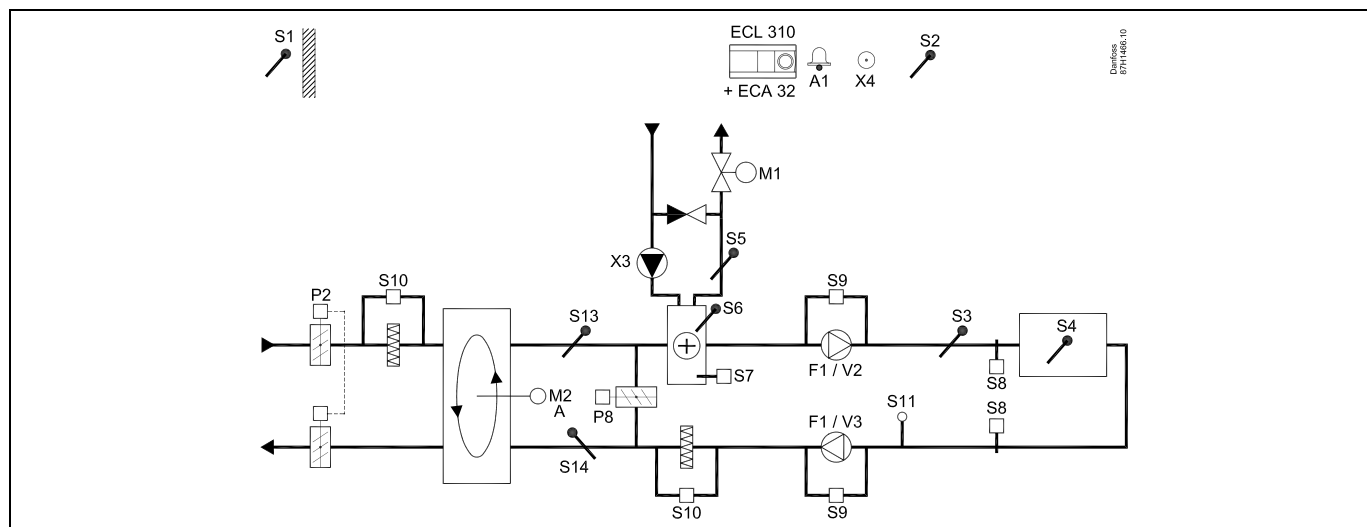 S1
ECL 310
+ ECA 32
A1
X4
S2
Danfoss
87H1466.10
M1
S5
X3
S10
P2
S13
S6
S9
S3
S4
F1 / V2
S7
S8
M2
A
P8
S11
S8
F1 / V3
S14
S10
S9